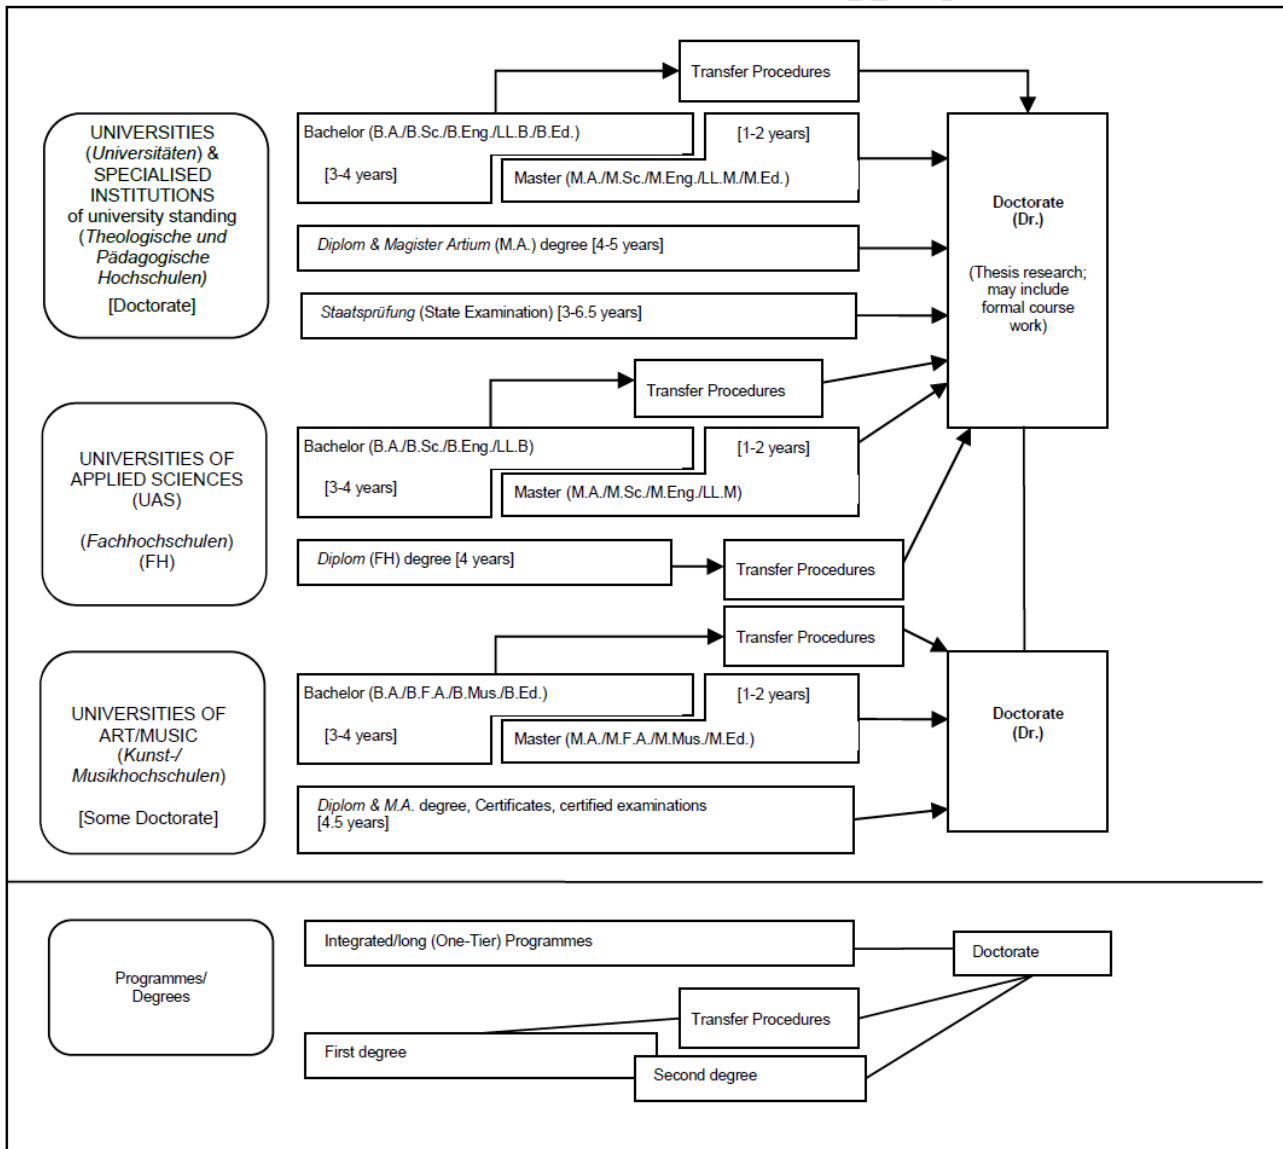 Transfer Procedures
UNIVERSITIES
(Universitäten) &
SPECIALISED
INSTITUTIONS
of university standing
(Theologische und
Pädagogische
Hochschulen)
[Doctorate]
Bachelor (B.A./B.Sc./B.Eng./LL.B./B.Ed.)
[3-4 years]
[1-2 years]
Master (M.A./M.Sc./M.Eng./LL.M./M.Ed.)
Diplom & Magister Artium (M.A.) degree [4-5 years]
Staatsprüfung (State Examination) [3-6.5 years]
Doctorate
(Dr.)
(Thesis research;
may include
formal course
work)
Transfer Procedures
UNIVERSITIES OF
APPLIED SCIENCES
(UAS)
(Fachhochschulen)
(FH)
Bachelor (B.A./B.Sc./B.Eng./LL.B)
[3-4 years]
[1-2 years]
Master (M.A./M.Sc./M.Eng./LL.M)
Diplom (FH) degree [4 years]
Transfer Procedures
Transfer Procedures
UNIVERSITIES OF
ART/MUSIC
(Kunst-/
Musikhochschulen)
[Some Doctorate]
Bachelor (B.A./B.F.A./B.Mus./B.Ed.)
[3-4 years]
[1-2 years]
Master (M.A./M.F.A./M.Mus./M.Ed.)
Diplom & M.A. degree, Certificates, certified examinations
[4.5 years]
Doctorate
(Dr.)
Programmes/
Degrees
Integrated/long (One-Tier) Programmes
Doctorate
Transfer Procedures
First degree
Second degree